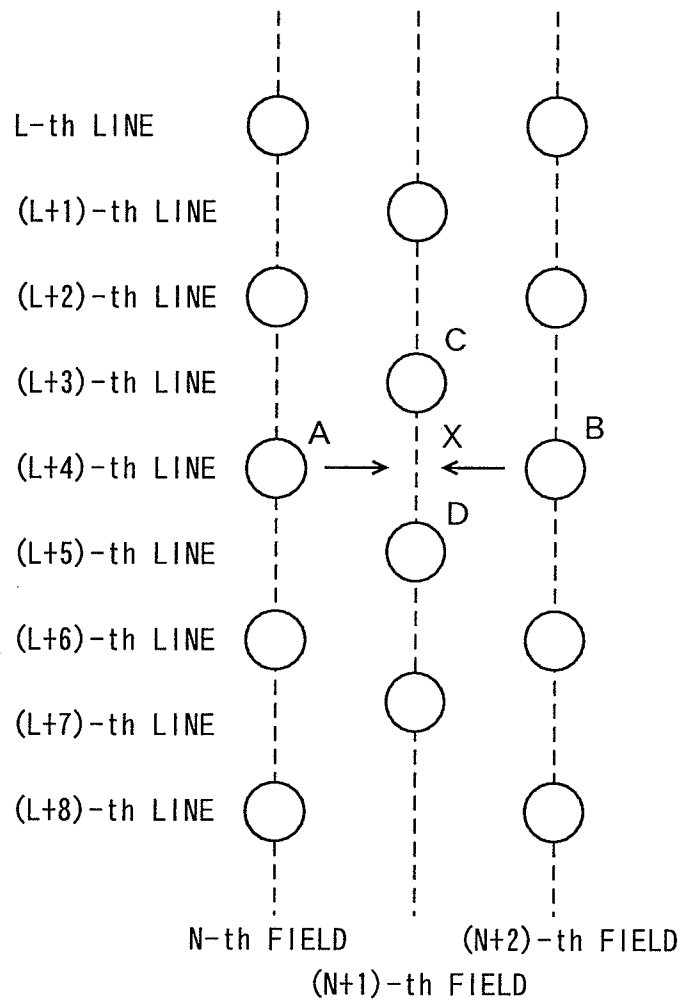 L-th LINE
(L+1)-th LINE
(L+2)-th LINE
C
(L+3)-th LINE
A X B
(L+4)-th LINE
D
(L+5)-th LINE
(L+6)-th LINE
(L+7)-th LINE
(L+8)-th LINE
N-th FIELD (N+2)-th FIELD
(N+1)-th FIELD